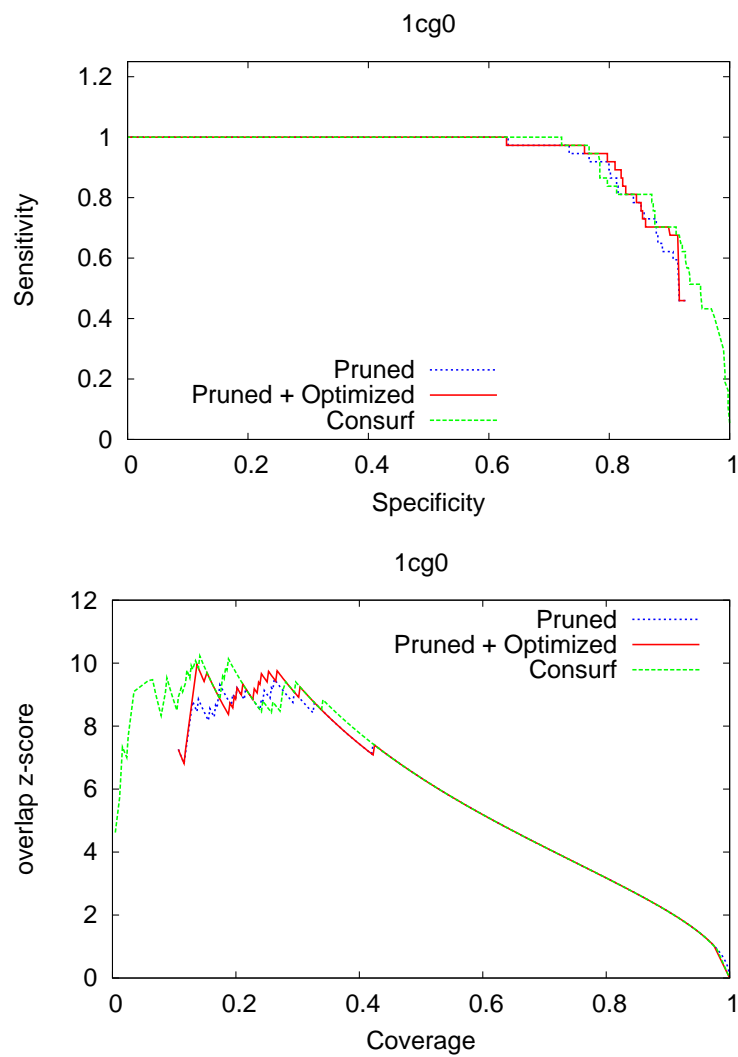 1cg0
1.2
1
0.8
0.6
0.4
0.2
0
Sensitivity
Pruned
Pruned + Optimized
Consurf
0 0.2 0.4 0.6 0.8 1
Specificity
1cg0
12
10
8
6
4
2
0
overlap z-score
Pruned
Pruned + Optimized
Consurf
0 0.2 0.4 0.6 0.8 1
Coverage